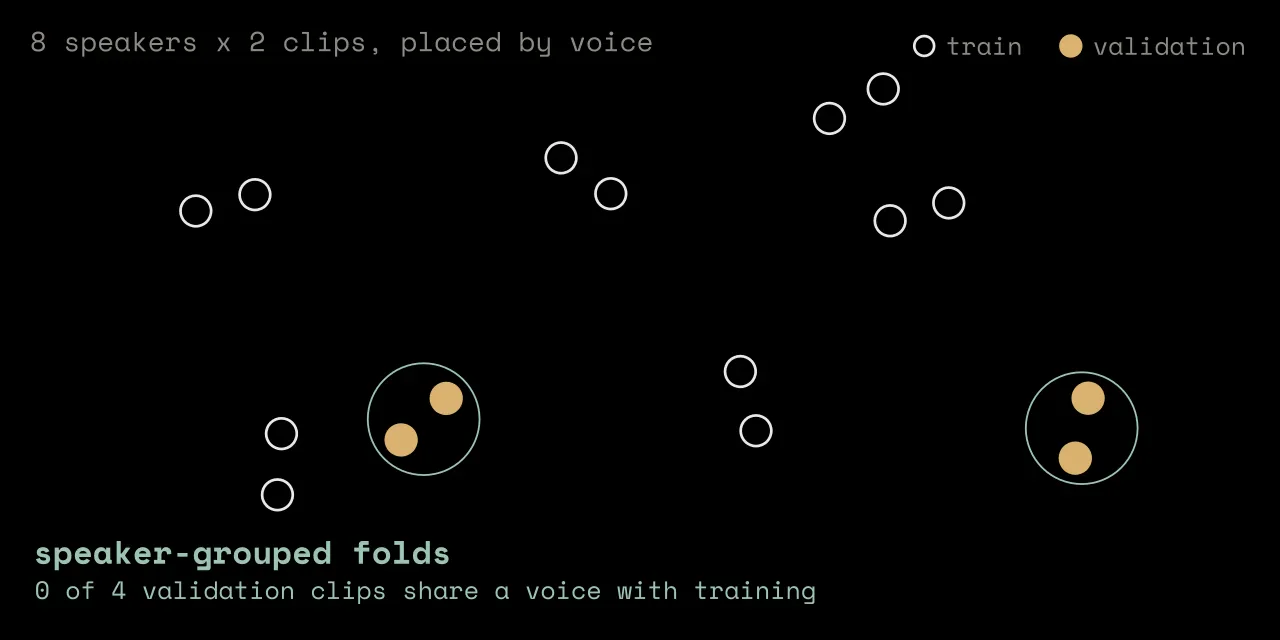 8 speakers x 2 clips, placed by voice
train
validation
speaker-grouped folds
0 of 4 validation clips share a voice with training